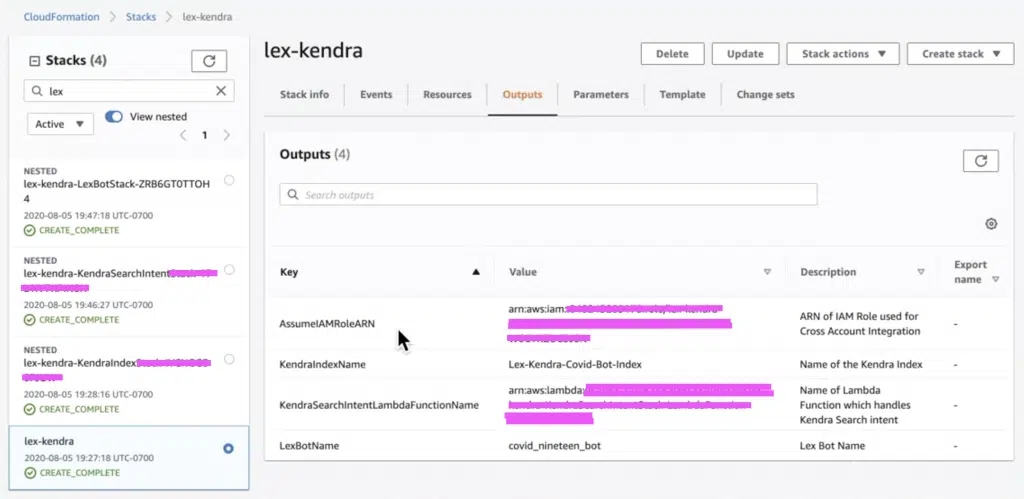 CloudFormation > Stacks > lex-kendra
Stacks (4)
lex
Active
View nested
1
NESTED
lex-kendra-LexBotStack-ZRB6GT0TTOH
4
2020-08-05 19:47:18 UTC-0700
CREATE_COMPLETE
NESTED
lex-kendra-KendraSearchIntent
2020-08-05 19:46:27 UTC-0700
CREATE_COMPLETE
NESTED
lex-kendra-KendraIndex
2020-08-05 19:28:16 UTC-0700
CREATE_COMPLETE
lex-kendra
2020-08-05 19:27:18 UTC-0700
CREATE_COMPLETE
lex-kendra
Delete Update Stack actions Create stack
Stack info Events Resources Outputs Parameters Template Change sets
Outputs (4)
Search outputs
Key Value Description Export name
AssumeIAMRoleARN
arn:aws:iam:
ARN of IAM Role used for
Cross Account Integration
-
KendraIndexName Lex-Kendra-Covid-Bot-Index Name of the Kendra Index -
KendraSearchIntentLambdaFunctionName
arn:aws:lambda:
Name of Lambda
Function which handles
Kendra Search intent
-
LexBotName covid_nineteen_bot Lex Bot Name -